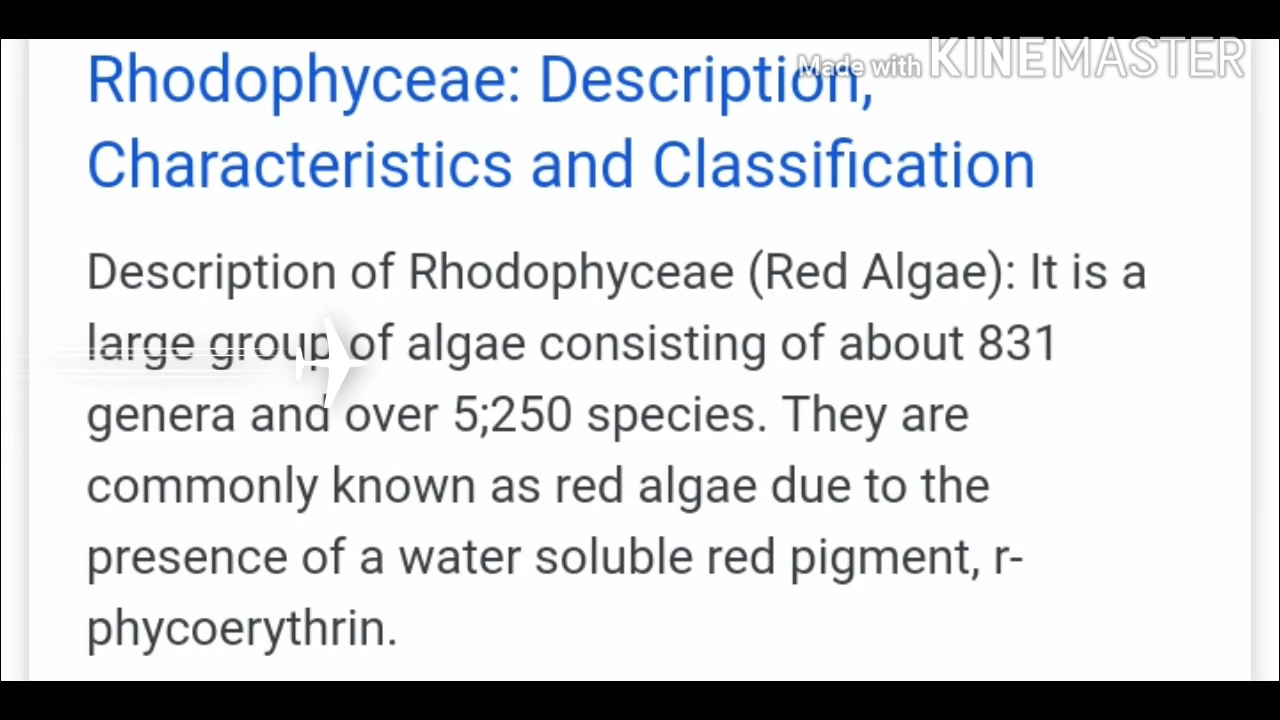 Made with KINEMASTER
Rhodophyceae: Description,
Characteristics and Classification
Description of Rhodophyceae (Red Algae): It is a
large group of algae consisting of about 831
genera and over 5;250 species. They are
commonly known as red algae due to the
presence of a water soluble red pigment, r-
phycoerythrin.